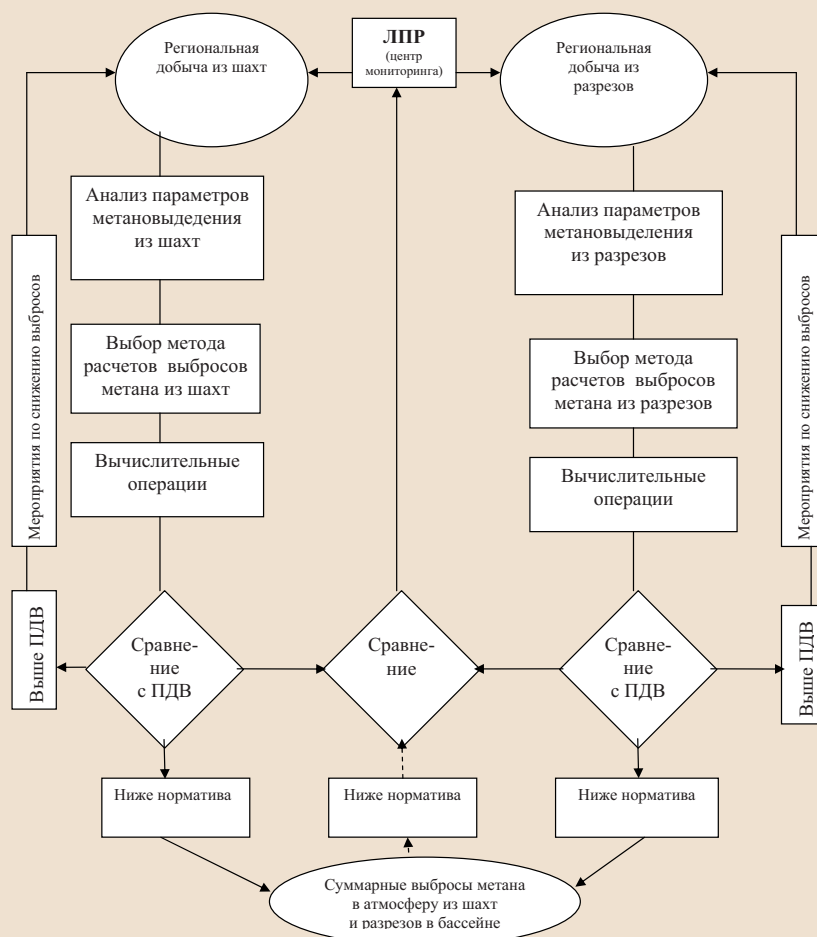 Региональная
добыча из шахт
ЛПР
(центр
мониторинга)
Региональная
добыча из
разрезов
Анализ параметров
метановыдедения
из шахт
Анализ параметров
метановыделения
из разрезов
Мероприятия по снижению выбросов
Мероприятия по снижению выбросов
Выбор метода
расчетов выбросов
метана из шахт
Выбор метода
расчетов выбросов
метана из разрезов
Вычислительные
операции
Вычислительные
операции
Выше ПДВ
Сравне-
ние
с ПДВ
Сравне-
ние
Сравне-
ние
с ПДВ
Выше ПДВ
Ниже норматива
Ниже норматива
Ниже норматива
Суммарные выбросы метана
в атмосферу из шахт
и разрезов в бассейне